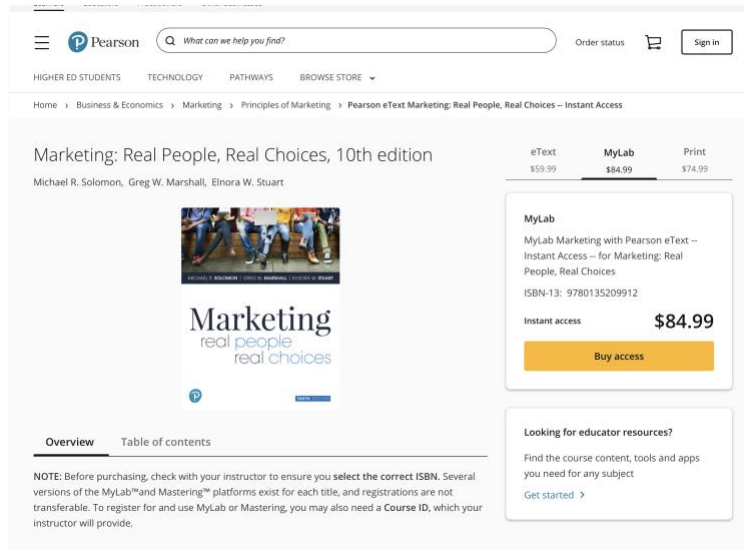 Pearson
What can we help you find?
Order status
Sign in
HIGHER ED STUDENTS TECHNOLOGY PATHWAYS BROWSE STORE
Home > Business & Economics > Marketing > Principles of Marketing > Pearson eText Marketing: Real People, Real Choices -- Instant Access
Marketing: Real People, Real Choices, 10th edition
Michael R. Solomon, Greg W. Marshall, Elnora W. Stuart
MICHAEL R. SOLOMON | GREG W. MARSHALL | ELNORA W. STUART
Marketing
real people
real choices
Overview Table of contents
NOTE: Before purchasing, check with your instructor to ensure you select the correct ISBN. Several
versions of the MyLab™and Mastering™ platforms exist for each title, and registrations are not
transferable. To register for and use MyLab or Mastering, you may also need a Course ID, which your
instructor will provide.
eText MyLab Print
$59.99 $84.99 $74.99
MyLab
MyLab Marketing with Pearson eText --
Instant Access -- for Marketing: Real
People, Real Choices
ISBN-13: 9780135209912
Instant access $84.99
Buy access
Looking for educator resources?
Find the course content, tools and apps
you need for any subject
Get started >